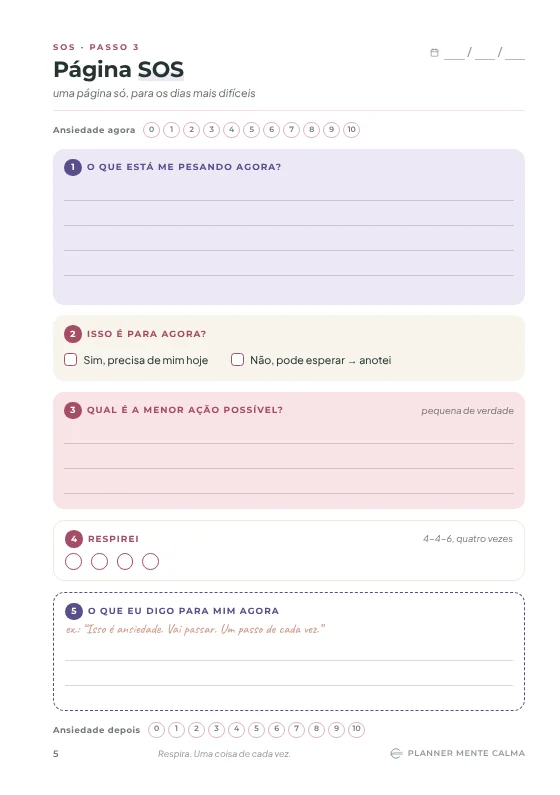 SOS · PASSO 3
___ / ___ / ___
Página SOS
uma página só, para os dias mais difíceis
Ansiedade agora 0 1 2 3 4 5 6 7 8 9 10
1 O QUE ESTÁ ME PESANDO AGORA?
2 ISSO É PARA AGORA?
Sim, precisa de mim hoje Não, pode esperar → anotei
3 QUAL É A MENOR AÇÃO POSSÍVEL? pequena de verdade
4 RESPIREI 4–4–6, quatro vezes
5 O QUE EU DIGO PARA MIM AGORA
ex.: “Isso é ansiedade. Vai passar. Um passo de cada vez.”
Ansiedade depois 0 1 2 3 4 5 6 7 8 9 10
5 Respira. Uma coisa de cada vez. PLANNER MENTE CALMA